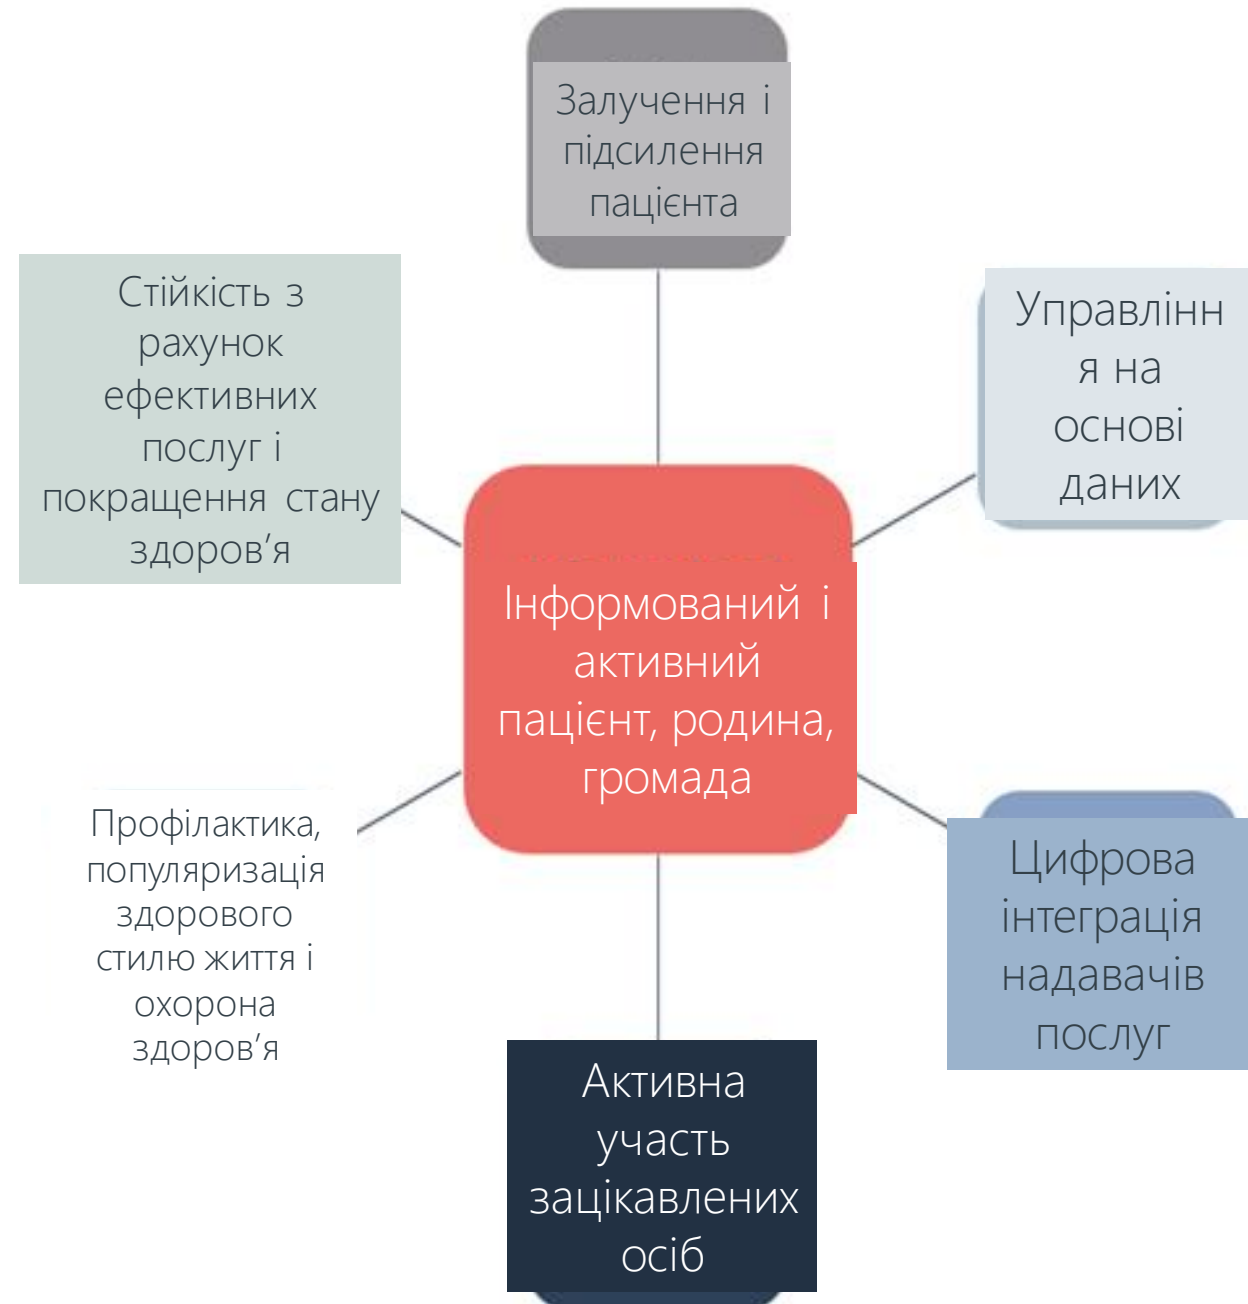 Залучення і
підсилення
пацієнта
Стійкість з
рахунок
ефективних
послуг і
покращення стану
здоров’я
Управлінн
я на
основі
даних
Інформований і
активний
пацієнт, родина,
громада
Профілактика,
популяризація
здорового
стилю життя і
охорона
здоров’я
Цифрова
інтеграція
надавачів
послуг
Активна
участь
зацікавлених
осіб